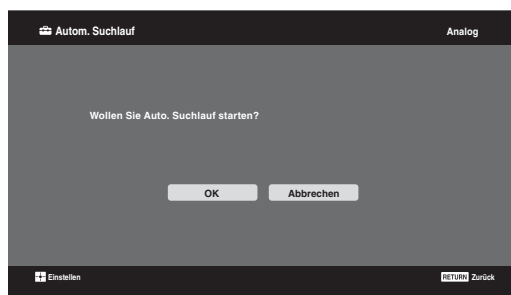 Autom. Suchlauf Analog
Wollen Sie Auto. Suchlauf starten?
OK Abbrechen
Einstellen RETURN Zurück